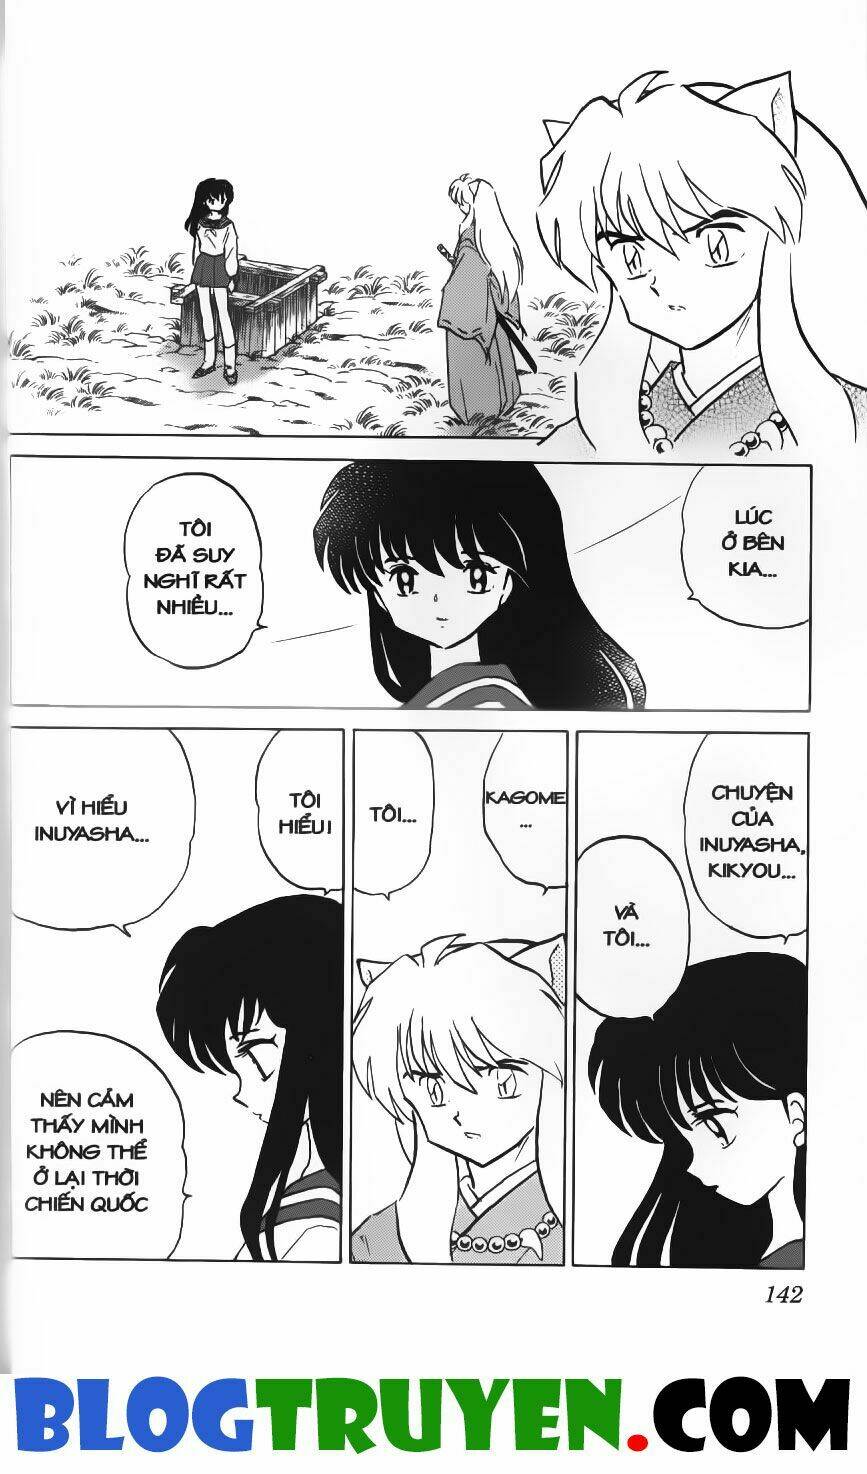 LÚC
Ở BÊN
KIA...
TÔI
ĐÃ SUY
NGHĨ RẤT
NHIỀU...
CHUYỆN
CỦA
INUYASHA,
KIKYOU...
VÀ
TÔI...
KAGOME
...
TÔI...
TÔI
HIỂU!
VÌ HIỂU
INUYASHA...
NÊN CẢM
THẤY MÌNH
KHÔNG THỂ
Ở LẠI THỜI
CHIẾN QUỐC
142
BLOGTRUYEN.COM